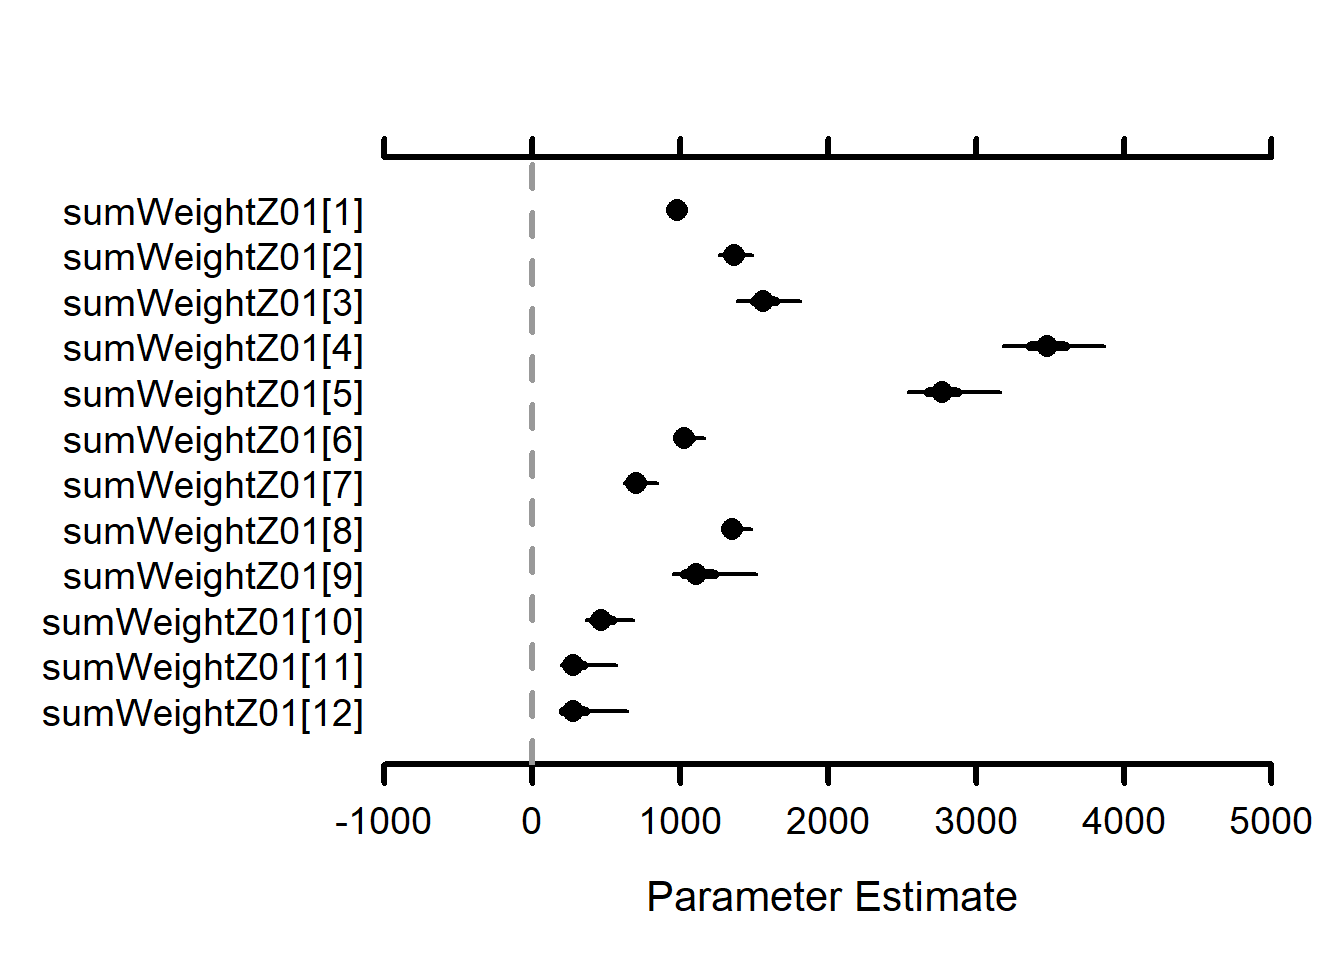 sumWeightZ01[1]
sumWeightZ01[2]
sumWeightZ01[3]
sumWeightZ01[4]
sumWeightZ01[5]
sumWeightZ01[6]
sumWeightZ01[7]
sumWeightZ01[8]
sumWeightZ01[9]
sumWeightZ01[10]
sumWeightZ01[11]
sumWeightZ01[12]
-1000 0 1000 2000 3000 4000 5000
Parameter Estimate